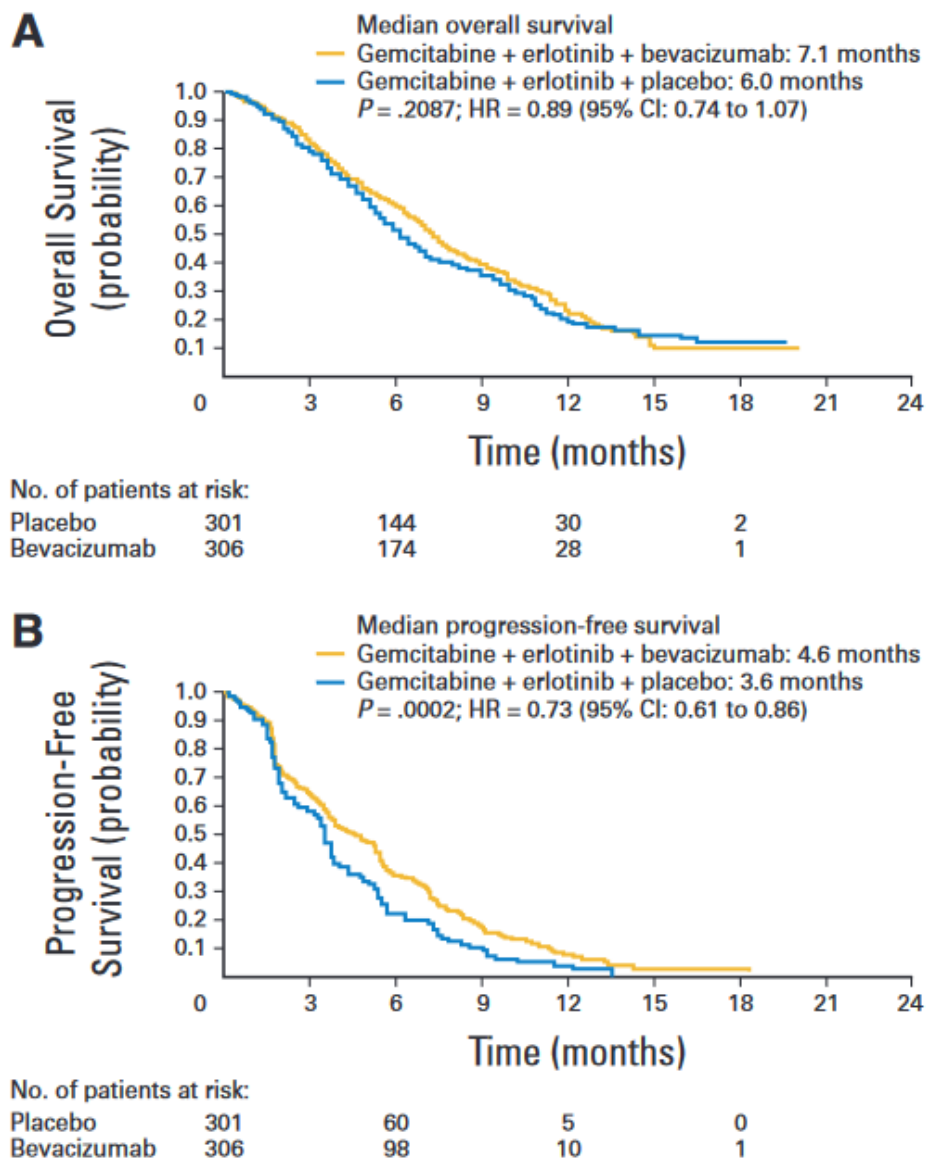 A
Median overall survival
Gemcitabine + erlotinib + bevacizumab: 7.1 months
Gemcitabine + erlotinib + placebo: 6.0 months
P = .2087; HR = 0.89 (95% CI: 0.74 to 1.07)
Overall Survival
(probability)
1.0
0.9
0.8
0.7
0.6
0.5
0.4
0.3
0.2
0.1
0 3 6 9 12 15 18 21 24
Time (months)
No. of patients at risk:
Placebo 301 144 30 2
Bevacizumab 306 174 28 1
B
Median progression-free survival
Gemcitabine + erlotinib + bevacizumab: 4.6 months
Gemcitabine + erlotinib + placebo: 3.6 months
P = .0002; HR = 0.73 (95% CI: 0.61 to 0.86)
Progression-Free
Survival (probability)
1.0
0.9
0.8
0.7
0.6
0.5
0.4
0.3
0.2
0.1
0 3 6 9 12 15 18 21 24
Time (months)
No. of patients at risk:
Placebo 301 60 5 0
Bevacizumab 306 98 10 1